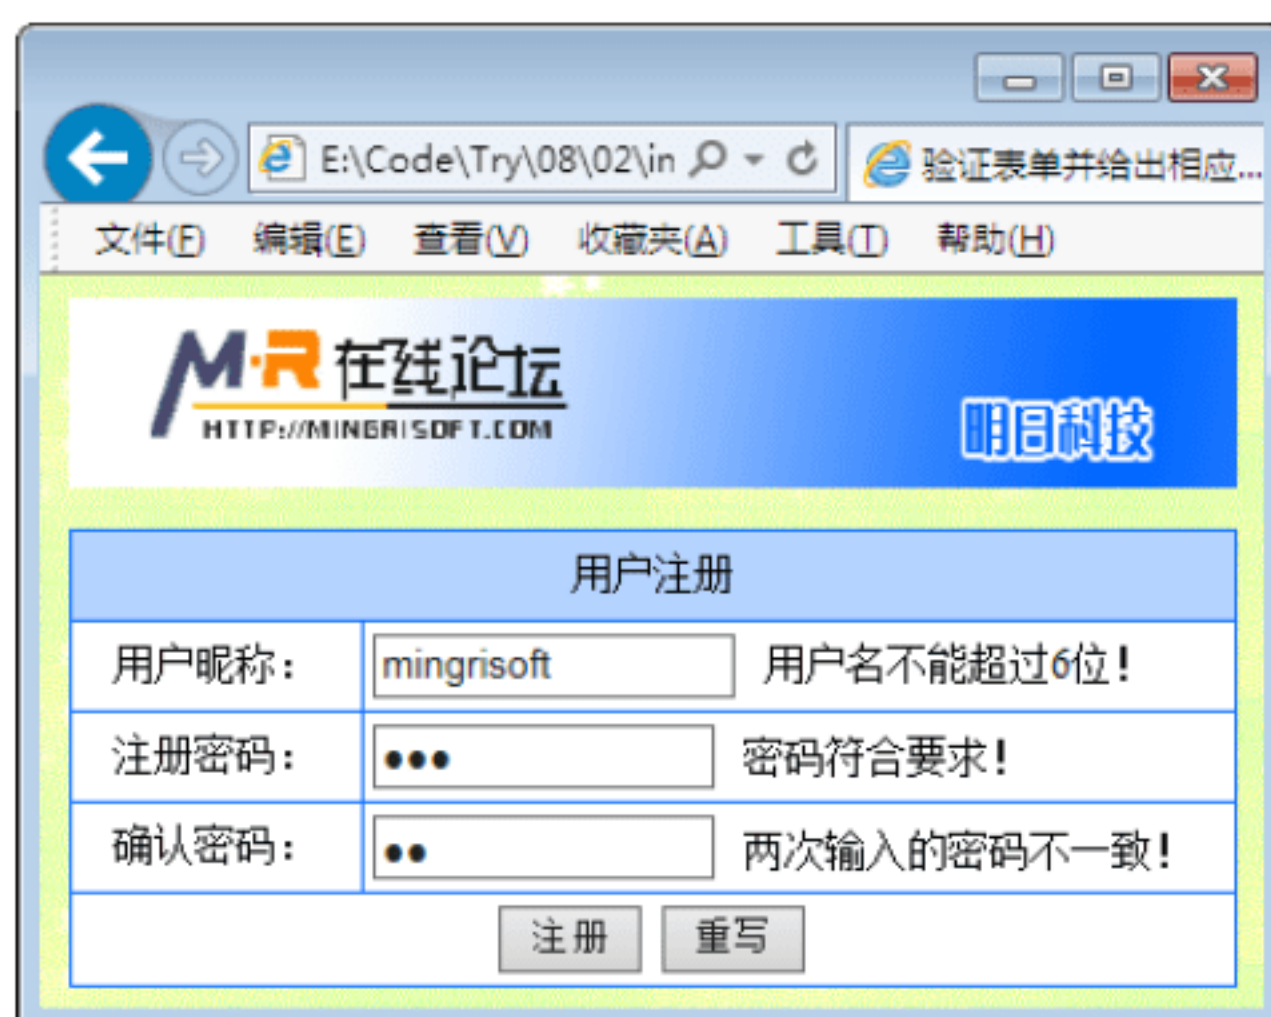 E:\Code\Try\08\02\in
验证表单并给出相应...
文件(F) 编辑(E) 查看(V) 收藏夹(A) 工具(T) 帮助(H)
M·R在线论坛
HTTP://MINGRISOFT.COM
明日科技
用户注册
用户昵称： mingrisoft 用户名不能超过6位！
注册密码： ●●● 密码符合要求！
确认密码： ●● 两次输入的密码不一致！
注册 重写